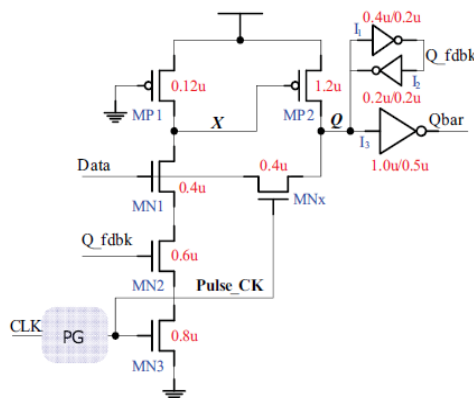 0.4u/0.2u
I1
Q_fdbk
I2
0.12u
1.2u
MP1
X
MP2
Q
0.2u/0.2u
Qbar
I3
Data
0.4u
1.0u/0.5u
0.4u
MN1
MNx
Q_fdbk
0.6u
MN2
Pulse_CK
CLK
PG
0.8u
MN3